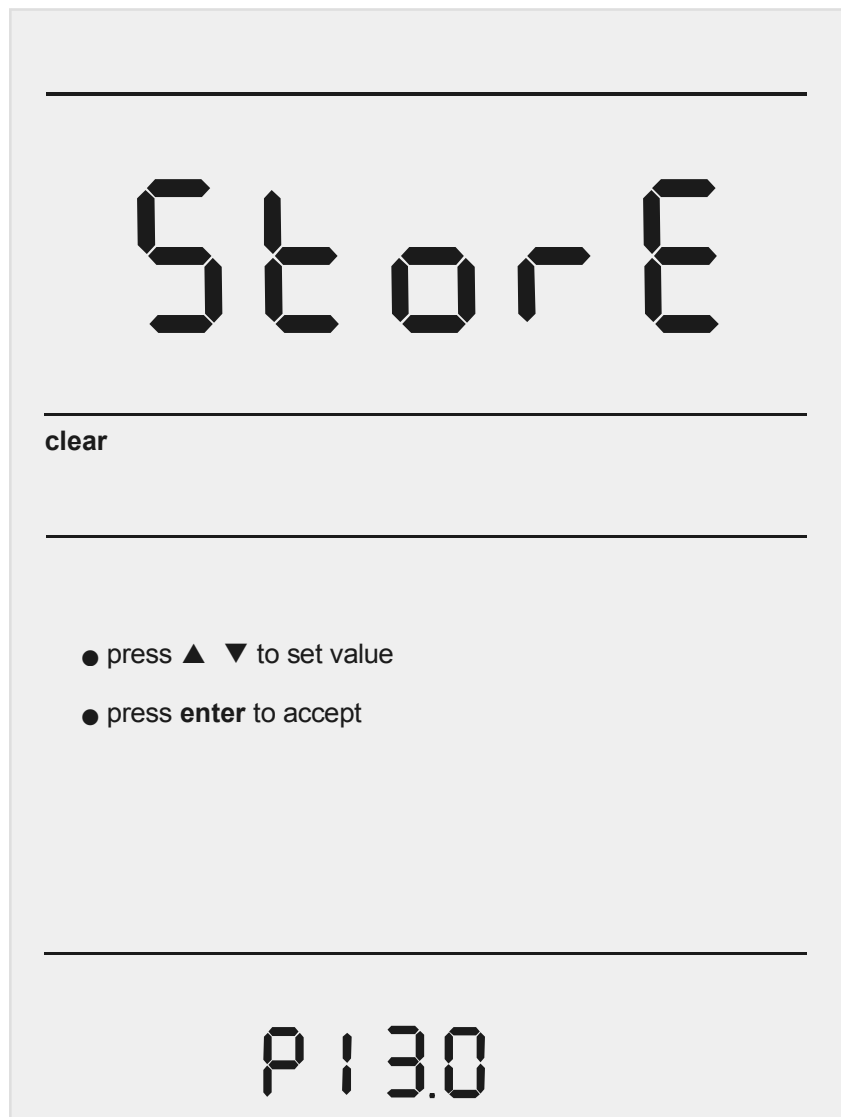 StorE
clear
● press ▲ ▼ to set value
● press enter to accept
P13.0